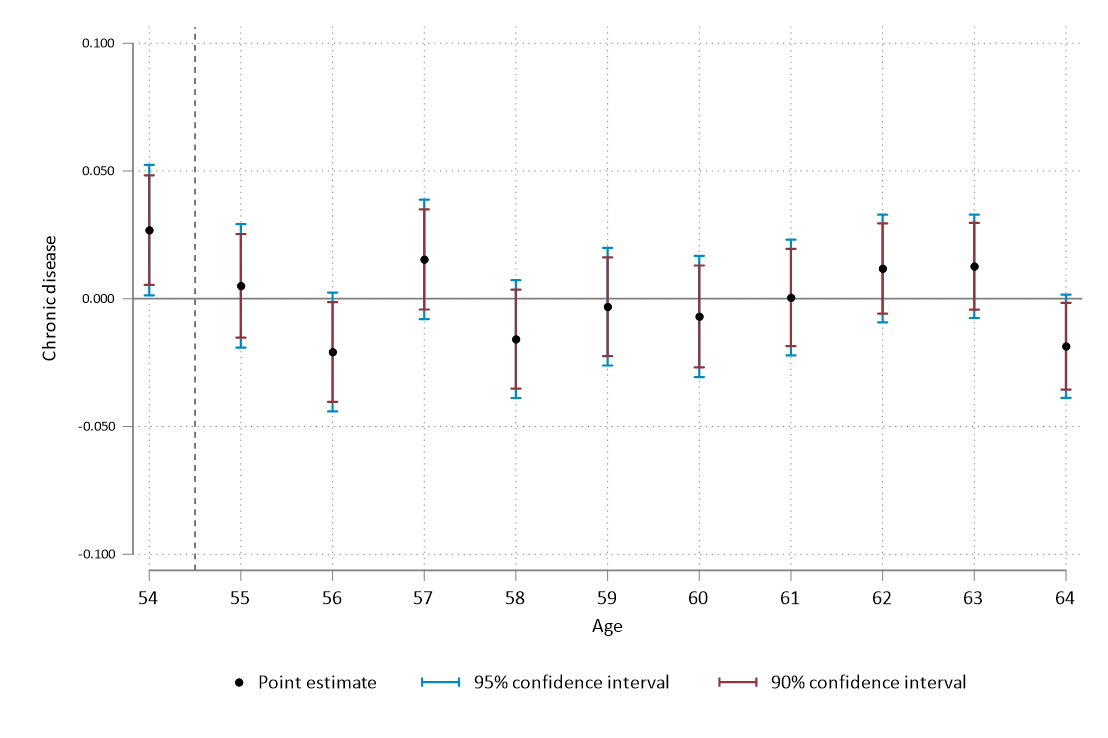 0.100
0.050
0.000
-0.050
-0.100
Chronic disease
54 55 56 57 58 59 60 61 62 63 64
Age
Point estimate 95% confidence interval 90% confidence interval